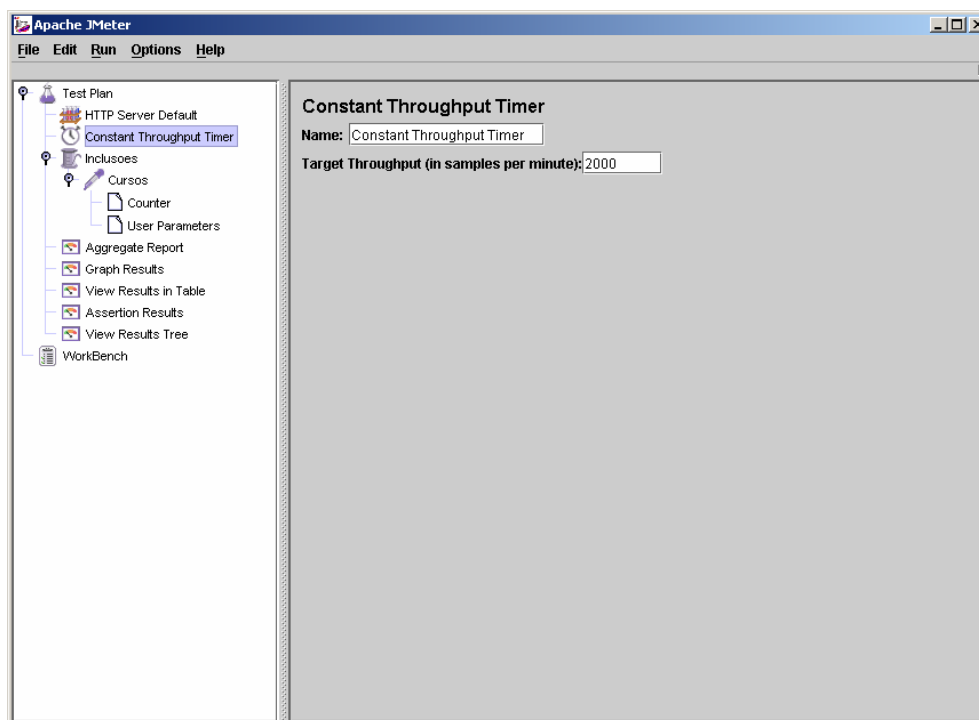 Apache JMeter
File Edit Run Options Help
Test Plan
HTTP Server Default
Constant Throughput Timer
Inclusoes
Cursos
Counter
User Parameters
Aggregate Report
Graph Results
View Results in Table
Assertion Results
View Results Tree
WorkBench
Constant Throughput Timer
Name: Constant Throughput Timer
Target Throughput (in samples per minute): 2000